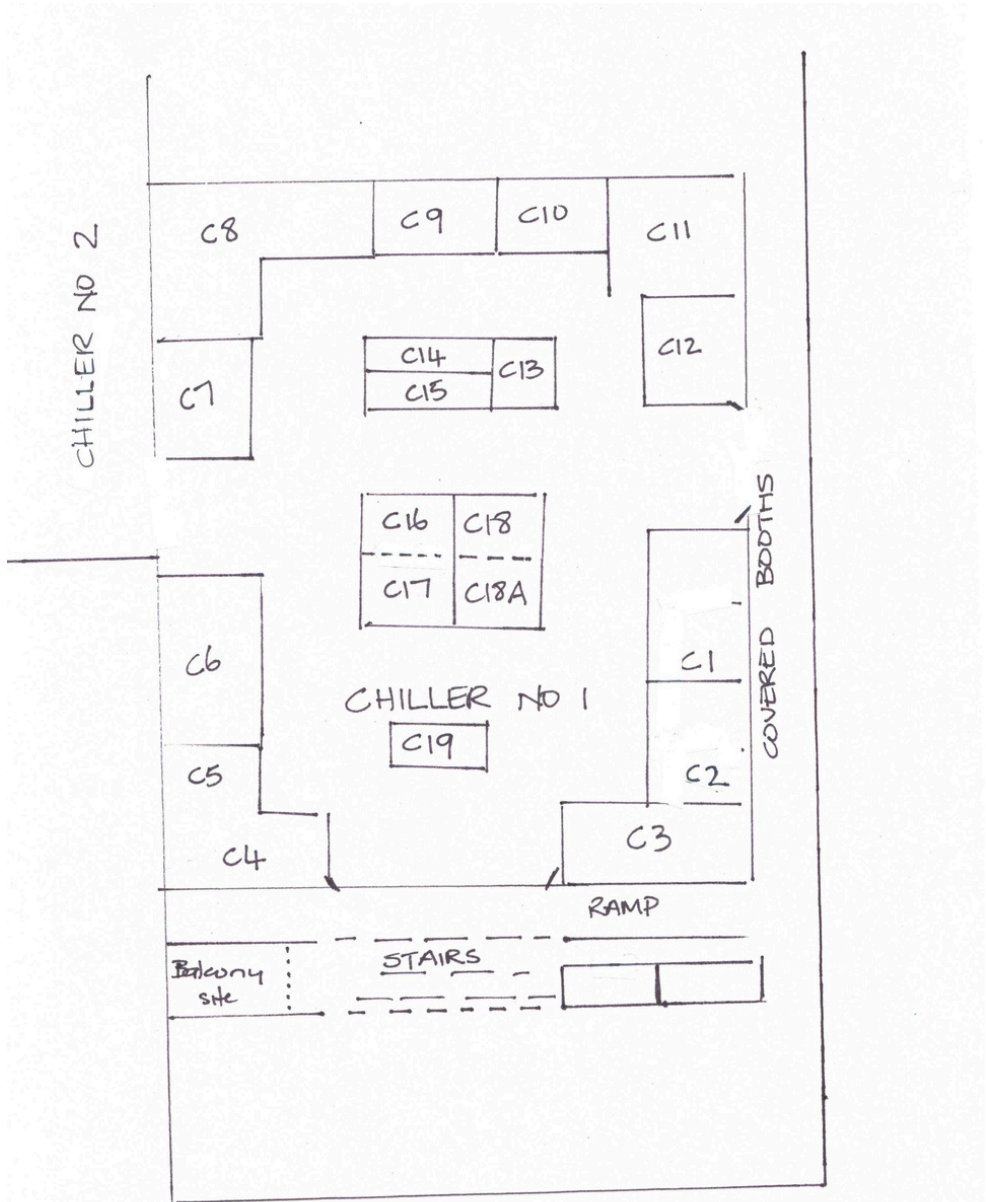 C8
C9
C10
C11
CHILLER NO 2
C14
C13
C12
C15
C7
C16
C18
COVERED BOOTHS
C17
C18A
C6
C1
CHILLER NO 1
C19
C5
C2
C3
C4
RAMP
STAIRS
Balcony
site